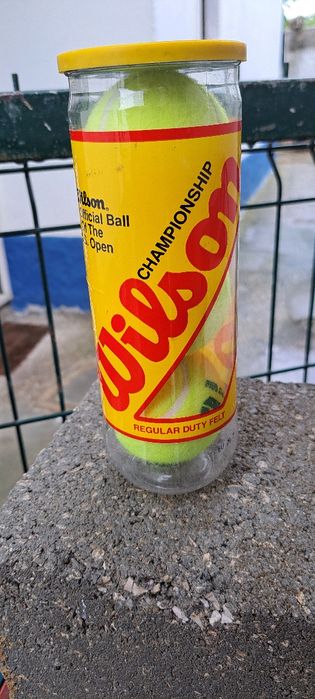 Wilson®
Official Ball
Of The
Open
CHAMPIONSHIP
Wilson
REGULAR DUTY FELT